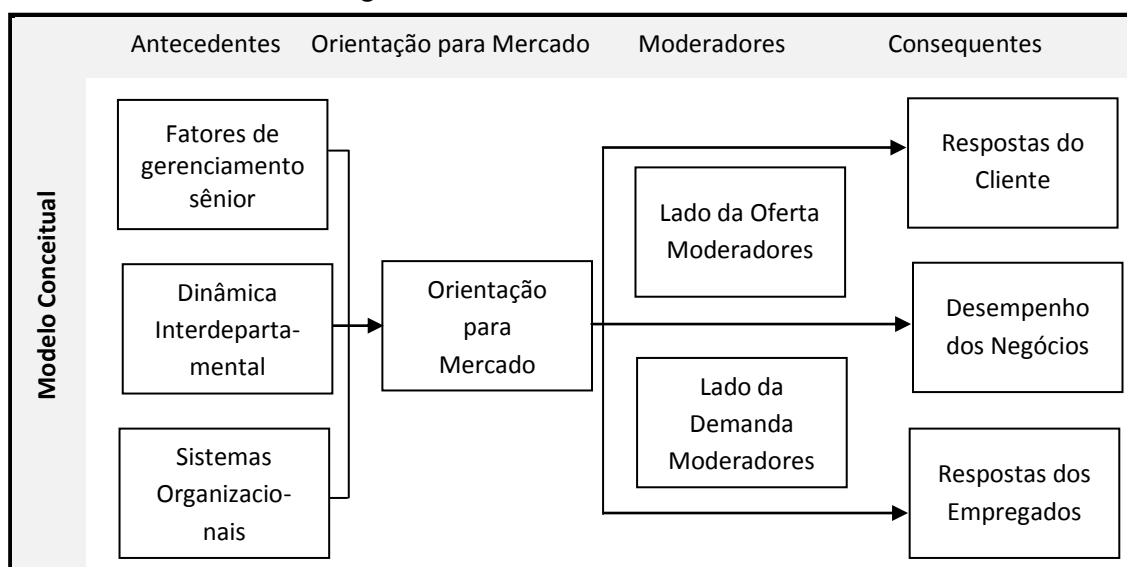 Antecedentes
Orientação para Mercado
Moderadores
Consequentes
Modelo Conceitual
Fatores de
gerenciamento
sênior
Dinâmica
Interdeparta-
mental
Sistemas
Organizacio-
nais
Orientação
para
Mercado
Lado da Oferta
Moderadores
Lado da
Demanda
Moderadores
Respostas do
Cliente
Desempenho
dos Negócios
Respostas dos
Empregados